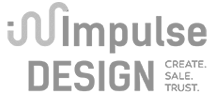 Impulse
DESIGN
CREATE.
SALE.
TRUST.